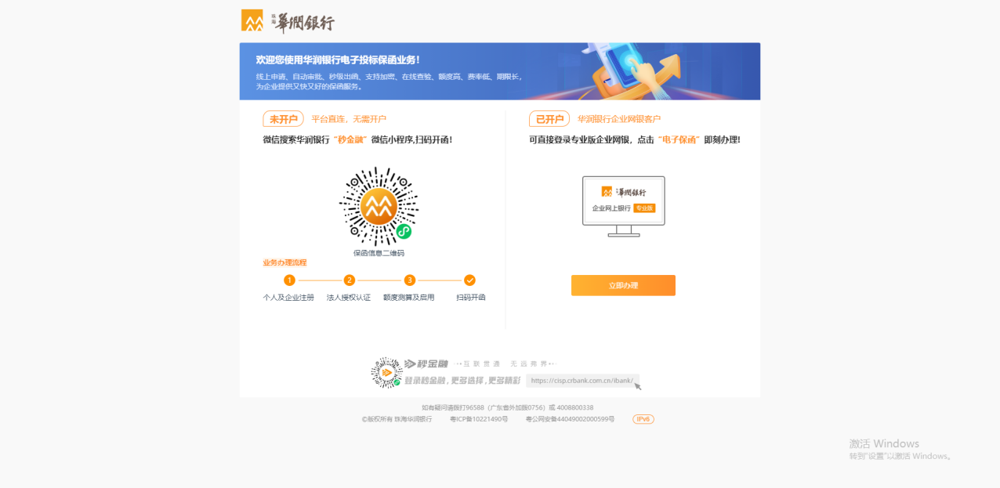 珠海 華潤銀行
欢迎您使用华润银行电子投标保函业务!
线上申请、自动审批、秒级出函、支持加密、在线查验、额度高、费率低、期限长，
为企业提供又快又好的保函服务。
未开户 平台直连，无需开户
微信搜索华润银行“秒金融”微信小程序,扫码开函!
保函信息二维码
业务办理流程
1 2 3
个人及企业注册 法人授权认证 额度测算及启用 扫码开函
已开户 华润银行企业网银客户
可直接登录专业版企业网银，点击“电子保函”即刻办理!
珠海 華潤銀行
企业网上银行 专业版
立即办理
秒金融 互联贯通 无远弗界
登录秒金融,更多选择,更多精彩 https://cisp.crbank.com.cn/ibank/
如有疑问请拨打96588（广东省外加拨0756）或 4008800338
©版权所有 珠海华润银行 粤ICP备10221490号 粤公网安备44049002000599号 IPv6
激活 Windows
转到“设置”以激活 Windows。